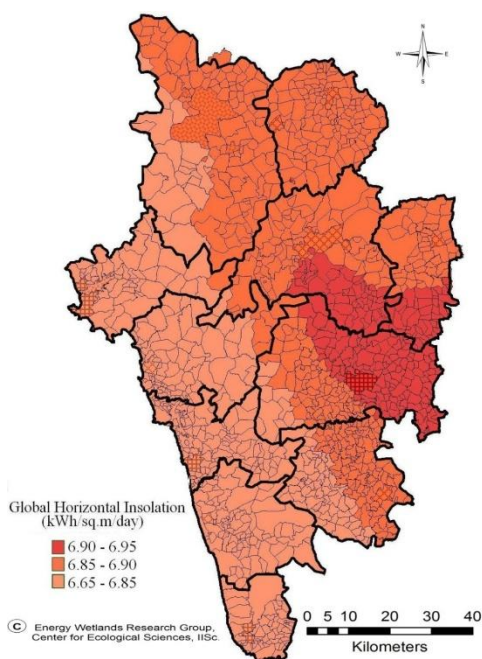 N
W E
S
Global Horizontal Insolation
(kWh/sq.m/day)
6.90 - 6.95
6.85 - 6.90
6.65 - 6.85
C Energy Wetlands Research Group,
Center for Ecological Sciences, IISc.
0 5 10 20 30 40
Kilometers